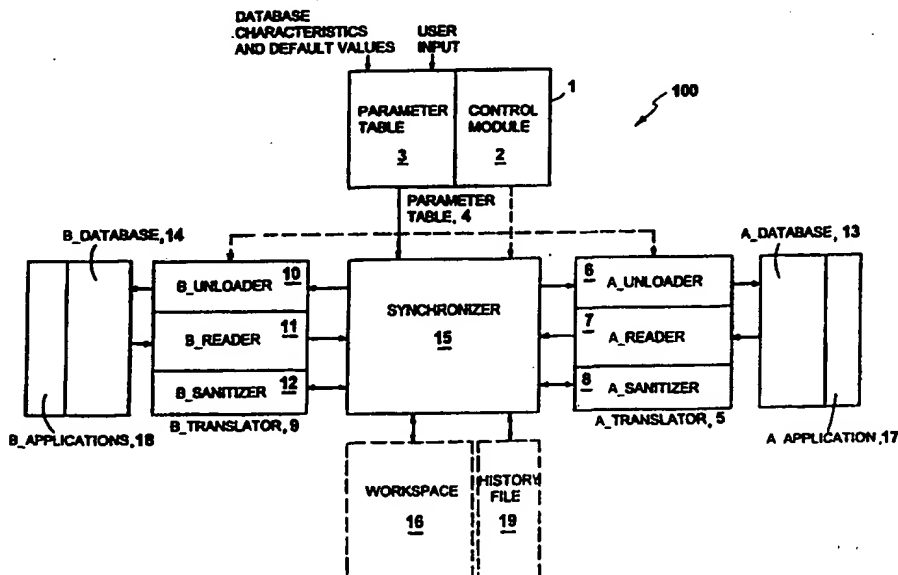 DATABASE
CHARACTERISTICS
AND DEFAULT VALUES
USER
INPUT
1
100
PARAMETER
TABLE
3
CONTROL
MODULE
2
PARAMETER
TABLE, 4
B_DATABASE, 14
A_DATABASE, 13
B_UNLOADER
10
B_READER
11
B_SANITIZER
12
SYNCHRONIZER
15
6
A_UNLOADER
7
A_READER
8
A_SANITIZER
B_APPLICATIONS, 18
B_TRANSLATOR, 9
A_TRANSLATOR, 5
A APPLICATION, 17
WORKSPACE
16
HISTORY
FILE
19